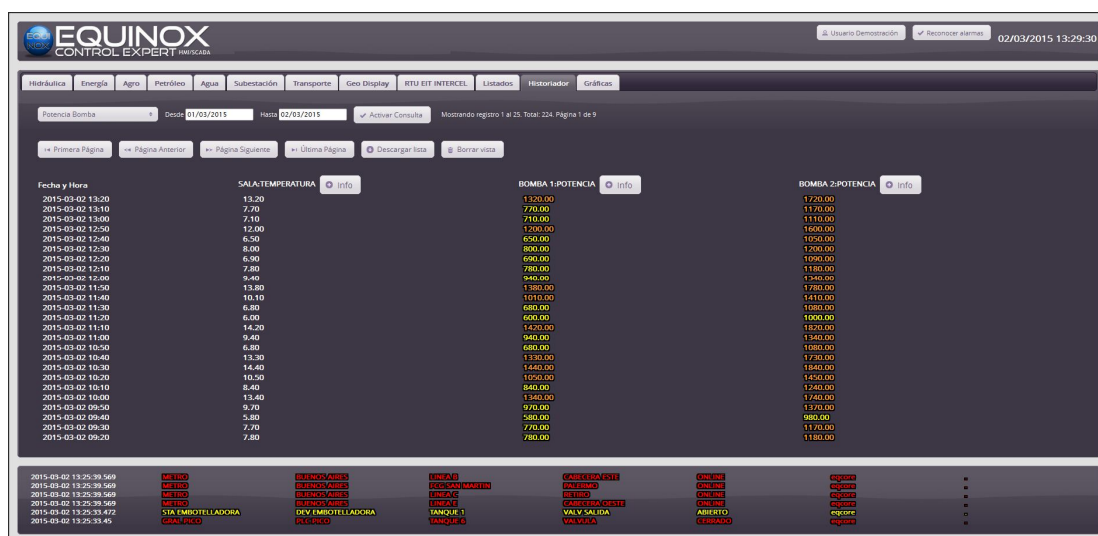 EQUINOX
CONTROL EXPERT HMI/SCADA
Usuario Demostración Reconocer alarmas 02/03/2015 13:29:30
Hidráulica Energía Agro Petróleo Agua Subestación Transporte Geo Display RTU EIT INTERCEL Listados Historiador Gráficas
Potencia Bomba Desde 01/03/2015 Hasta 02/03/2015 Activar Consulta Mostrando registro 1 al 25. Total: 224. Página 1 de 9
Primera Página Página Anterior Página Siguiente Última Página Descargar lista Borrar vista
Fecha y Hora SALA:TEMPERATURA Info BOMBA 1:POTENCIA Info BOMBA 2:POTENCIA Info
2015-03-02 13:20 13.20 1320.00 1720.00
2015-03-02 13:10 7.70 770.00 1170.00
2015-03-02 13:00 7.10 710.00 1110.00
2015-03-02 12:50 12.00 1200.00 1600.00
2015-03-02 12:40 6.50 650.00 1050.00
2015-03-02 12:30 8.00 800.00 1200.00
2015-03-02 12:20 6.90 690.00 1090.00
2015-03-02 12:10 7.80 780.00 1180.00
2015-03-02 12:00 9.40 940.00 1340.00
2015-03-02 11:50 13.80 1380.00 1780.00
2015-03-02 11:40 10.10 1010.00 1410.00
2015-03-02 11:30 6.80 680.00 1080.00
2015-03-02 11:20 6.00 600.00 1000.00
2015-03-02 11:10 14.20 1420.00 1820.00
2015-03-02 11:00 9.40 940.00 1340.00
2015-03-02 10:50 6.80 680.00 1080.00
2015-03-02 10:40 13.30 1330.00 1730.00
2015-03-02 10:30 14.40 1440.00 1840.00
2015-03-02 10:20 10.50 1050.00 1450.00
2015-03-02 10:10 8.40 840.00 1240.00
2015-03-02 10:00 13.40 1340.00 1740.00
2015-03-02 09:50 9.70 970.00 1370.00
2015-03-02 09:40 5.80 580.00 980.00
2015-03-02 09:30 7.70 770.00 1170.00
2015-03-02 09:20 7.80 780.00 1180.00
2015-03-02 13:25:39.569 METRO BUENOS AIRES LINEA B CABECERA ESTE ONLINE eqcore
2015-03-02 13:25:39.569 METRO BUENOS AIRES FCG SAN MARTIN PALERMO ONLINE eqcore
2015-03-02 13:25:39.569 METRO BUENOS AIRES LINEA C RETIRO ONLINE eqcore
2015-03-02 13:25:39.569 METRO BUENOS AIRES LINEA E CABECERA OESTE ONLINE eqcore
2015-03-02 13:25:33.472 STA EMBOTELLADORA DEV EMBOTELLADORA TANQUE 1 VALV SALIDA ABIERTO eqcore
2015-03-02 13:25:33.45 GRAL PICO PLC PICO TANQUE 6 VALVULA CERRADO eqcore